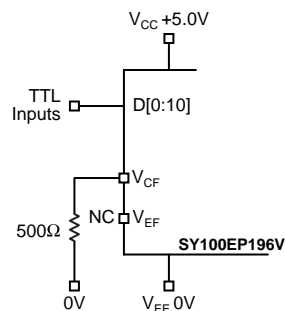 V_CC +5.0V
TTL
Inputs
D[0:10]
V_CF
NC
V_EF
500Ω
SY100EP196V
0V
V_EE 0V